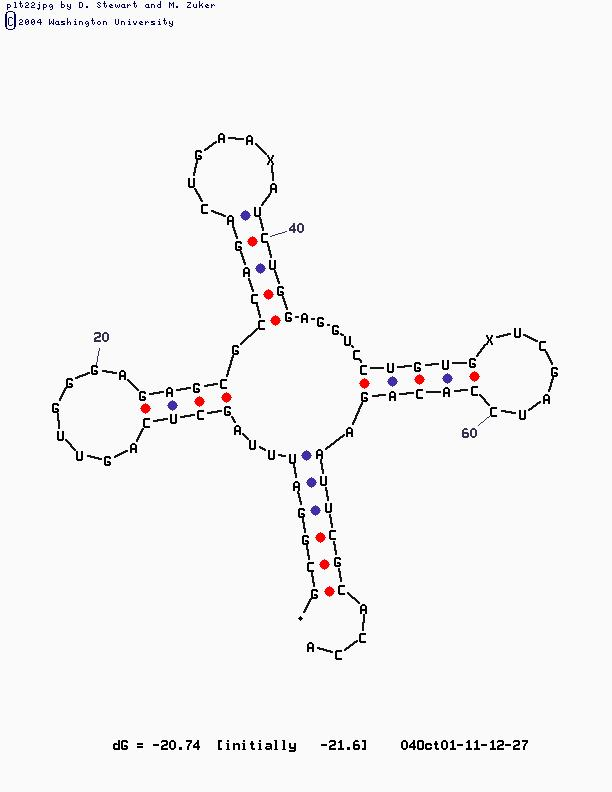 plt22jpg by D. Stewart and M. Zuker
© 2004 Washington University
A A
G X
U A
C A U
G C 40
A U
C G
C G A G G U C C U G U G X U C G A U C C A C A C A G A
20
G G G A G A G C G
G U U G A C U C G A U U U
60
A G G C G
A U U C G C A C C A
dG = -20.74 [initially -21.6] 04Oct01-11-12-27